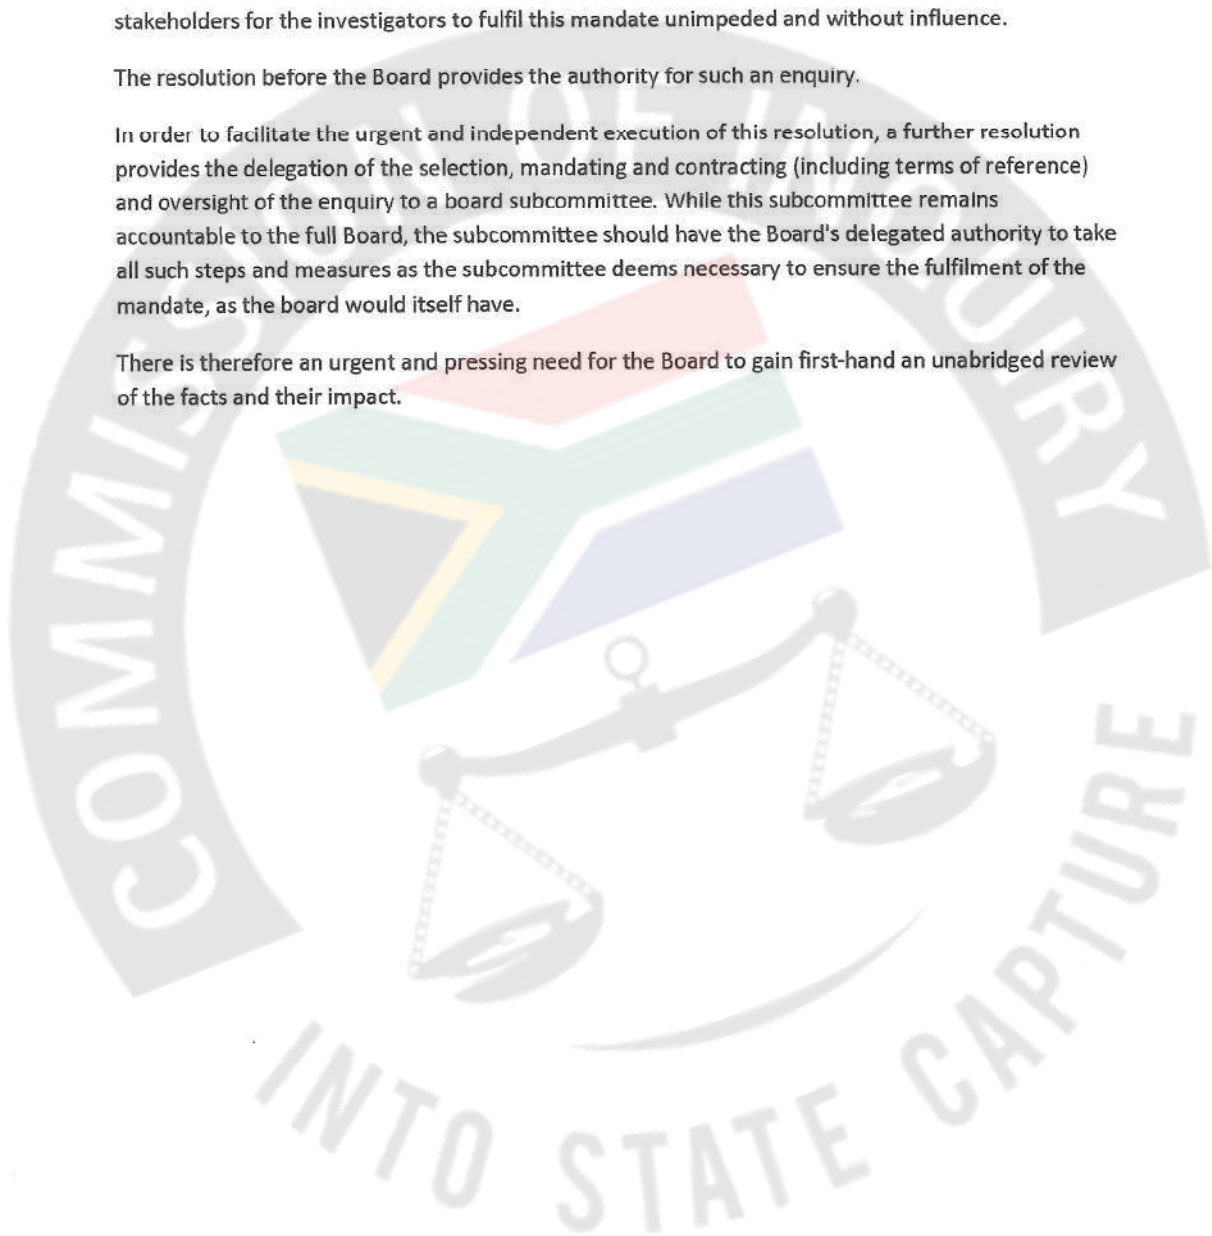 stakeholders for the investigators to fulfil this mandate unimpeded and without influence.
The resolution before the Board provides the authority for such an enquiry.
In order to facilitate the urgent and independent execution of this resolution, a further resolution
provides the delegation of the selection, mandating and contracting (including terms of reference)
and oversight of the enquiry to a board subcommittee. While this subcommittee remains
accountable to the full Board, the subcommittee should have the Board's delegated authority to take
all such steps and measures as the subcommittee deems necessary to ensure the fulfilment of the
mandate, as the board would itself have.
There is therefore an urgent and pressing need for the Board to gain first-hand an unabridged review
of the facts and their impact.
COMMISSION OF INQUIRY
INTO STATE CAPTURE